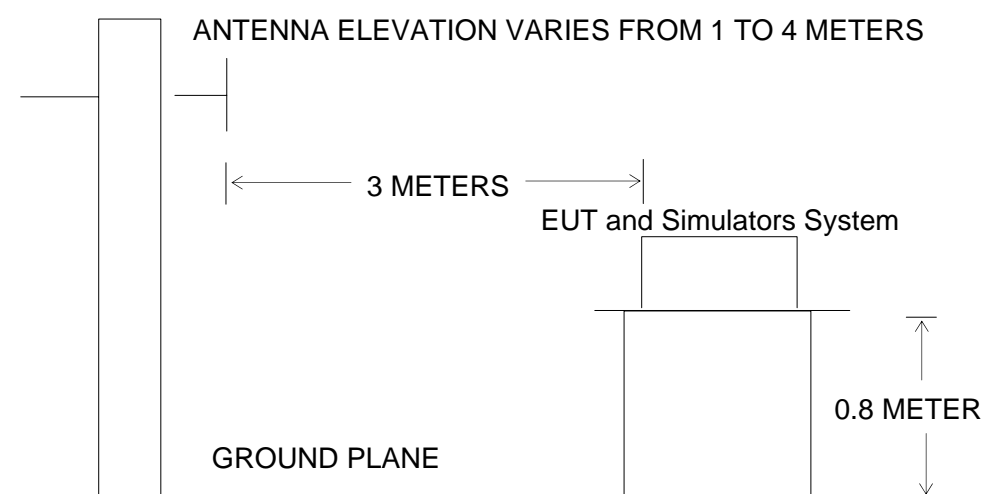 ANTENNA ELEVATION VARIES FROM 1 TO 4 METERS
3 METERS
EUT and Simulators System
0.8 METER
GROUND PLANE